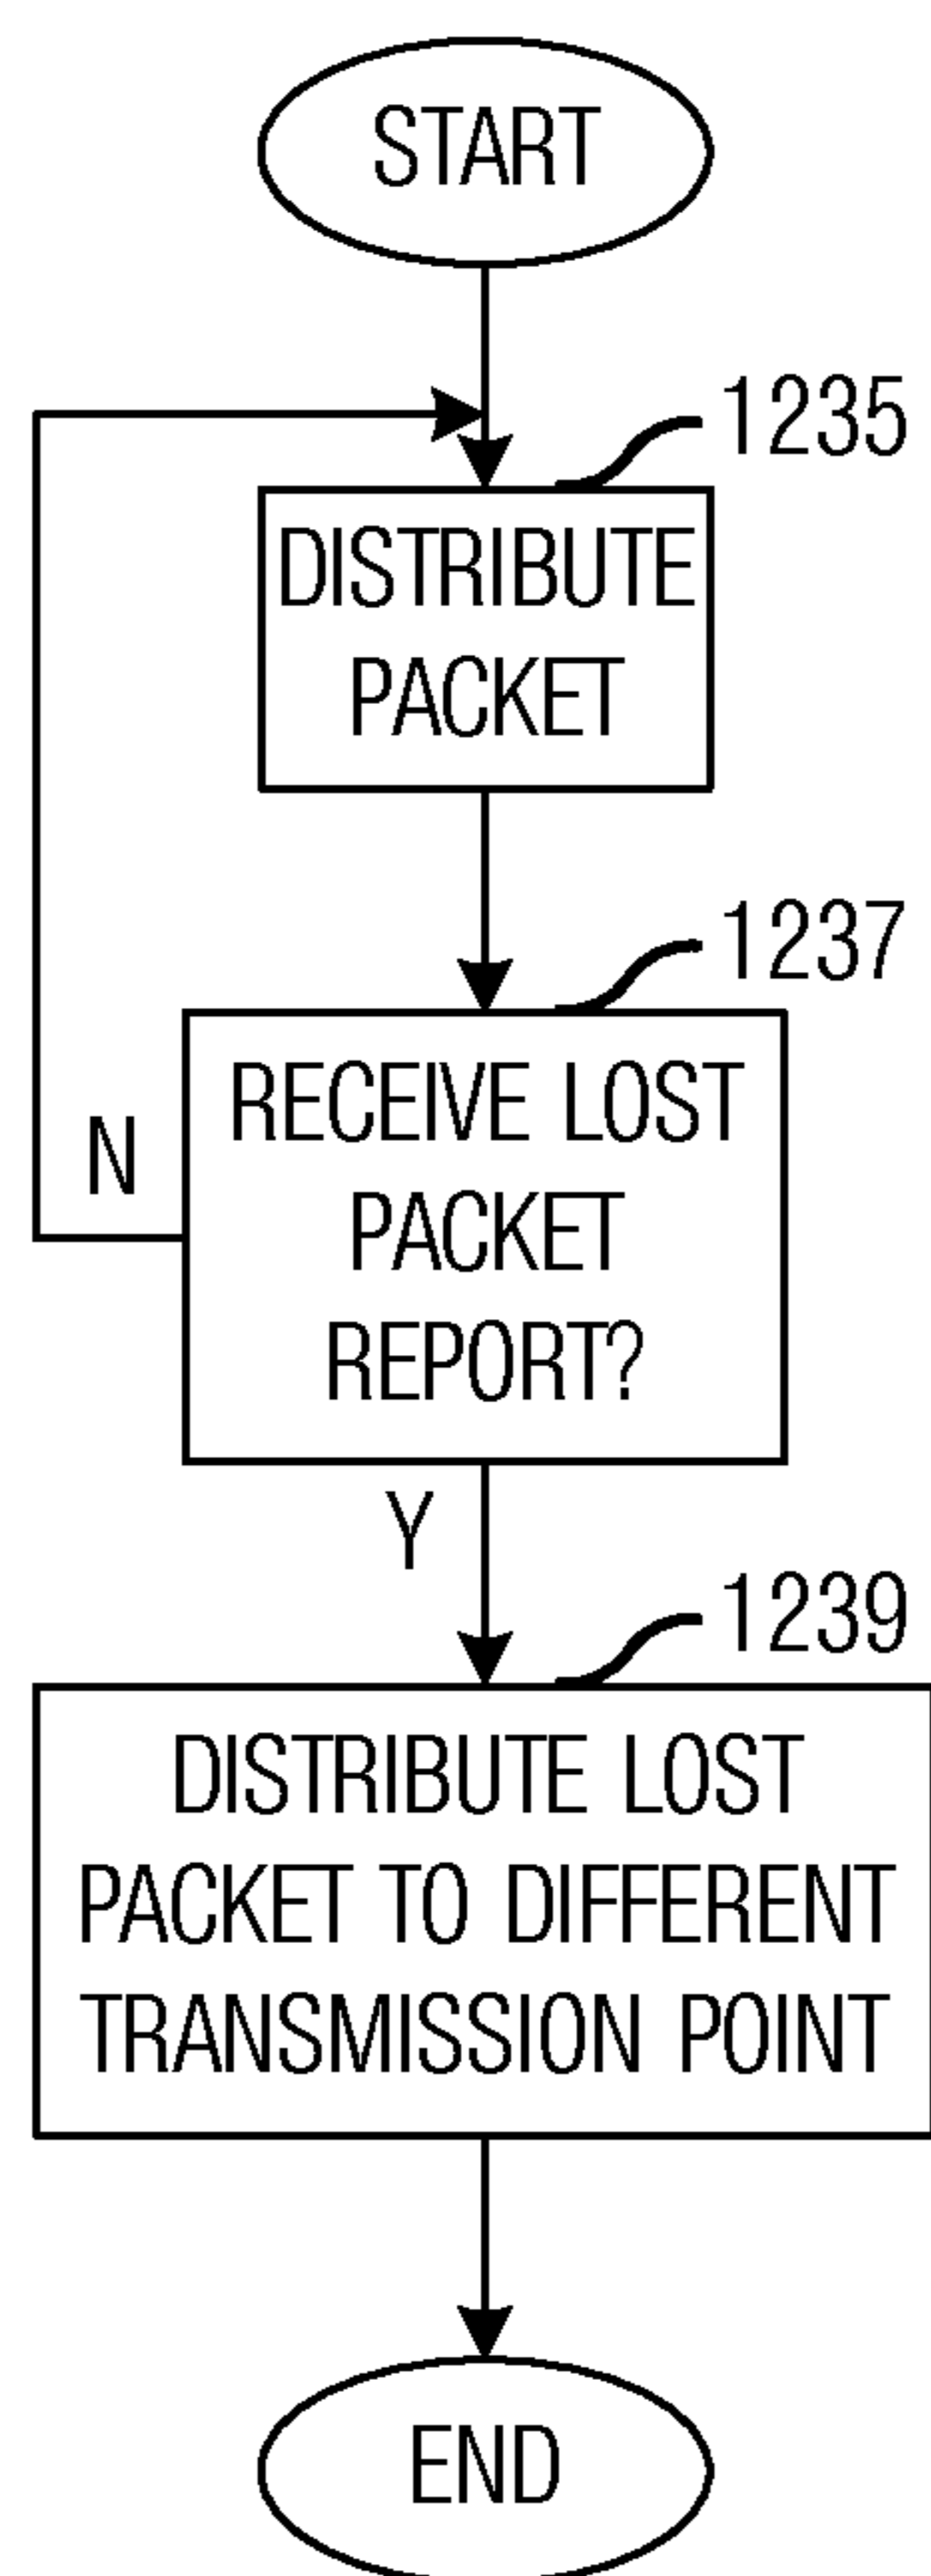 START
1235
DISTRIBUTE
PACKET
1237
RECEIVE LOST
PACKET
REPORT?
N
Y
1239
DISTRIBUTE LOST
PACKET TO DIFFERENT
TRANSMISSION POINT
END